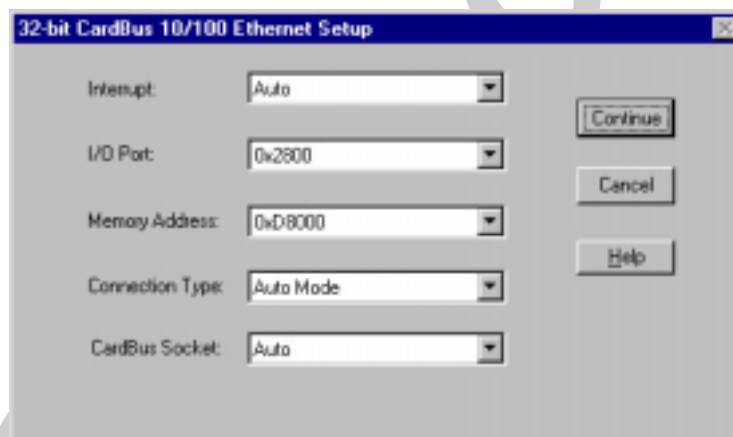 32-bit CardBus 10/100 Ethernet Setup
Interrupt: Auto
Continue
I/O Port: 0x2800
Cancel
Memory Address: 0xD8000
Help
Connection Type: Auto Mode
CardBus Socket: Auto